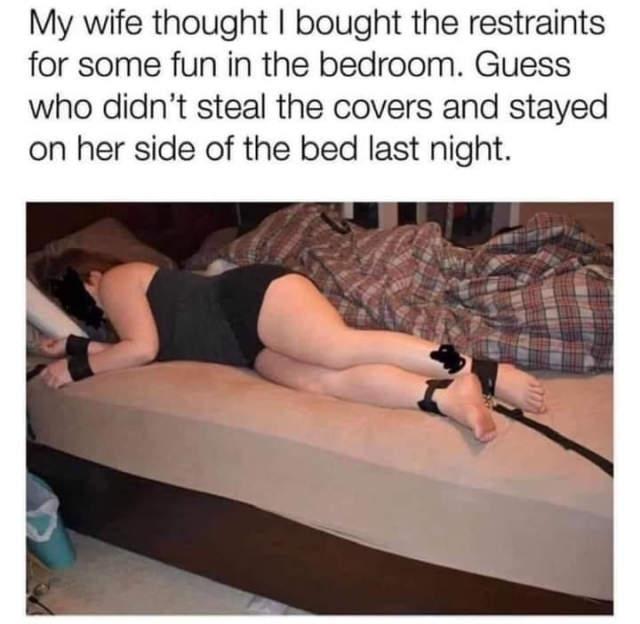 My wife thought I bought the restraints
for some fun in the bedroom. Guess
who didn't steal the covers and stayed
on her side of the bed last night.